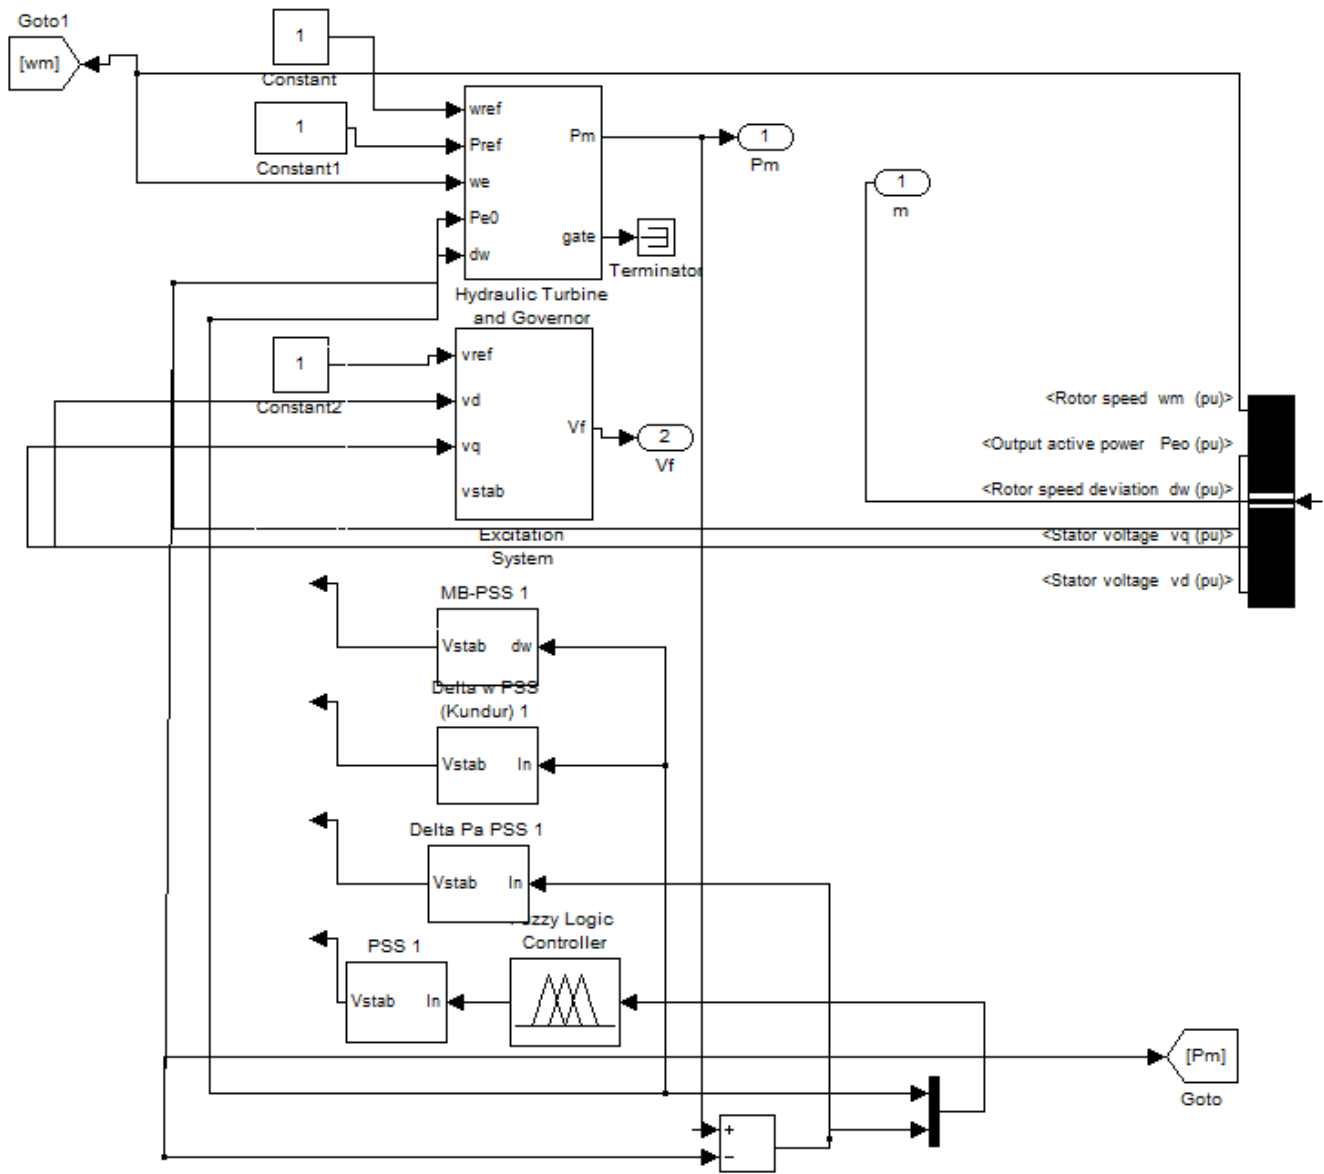 Goto1
[wm]
1
Constant
1
Constant1
wref
Pref
we
Pe0
dw
Pm
gate
Hydraulic Turbine
and Governor
1
Pm
Terminator
1
m
1
Constant2
vref
vd
vq
vstab
Vf
Excitation
System
2
Vf
<Rotor speed wm (pu)>
<Output active power Peo (pu)>
<Rotor speed deviation dw (pu)>
<Stator voltage vq (pu)>
<Stator voltage vd (pu)>
MB-PSS 1
Vstab dw
Delta w PSS
(Kundur) 1
Vstab In
Delta Pa PSS 1
Vstab In
Fuzzy Logic
Controller
PSS 1
Vstab In
[Pm]
Goto
+
−